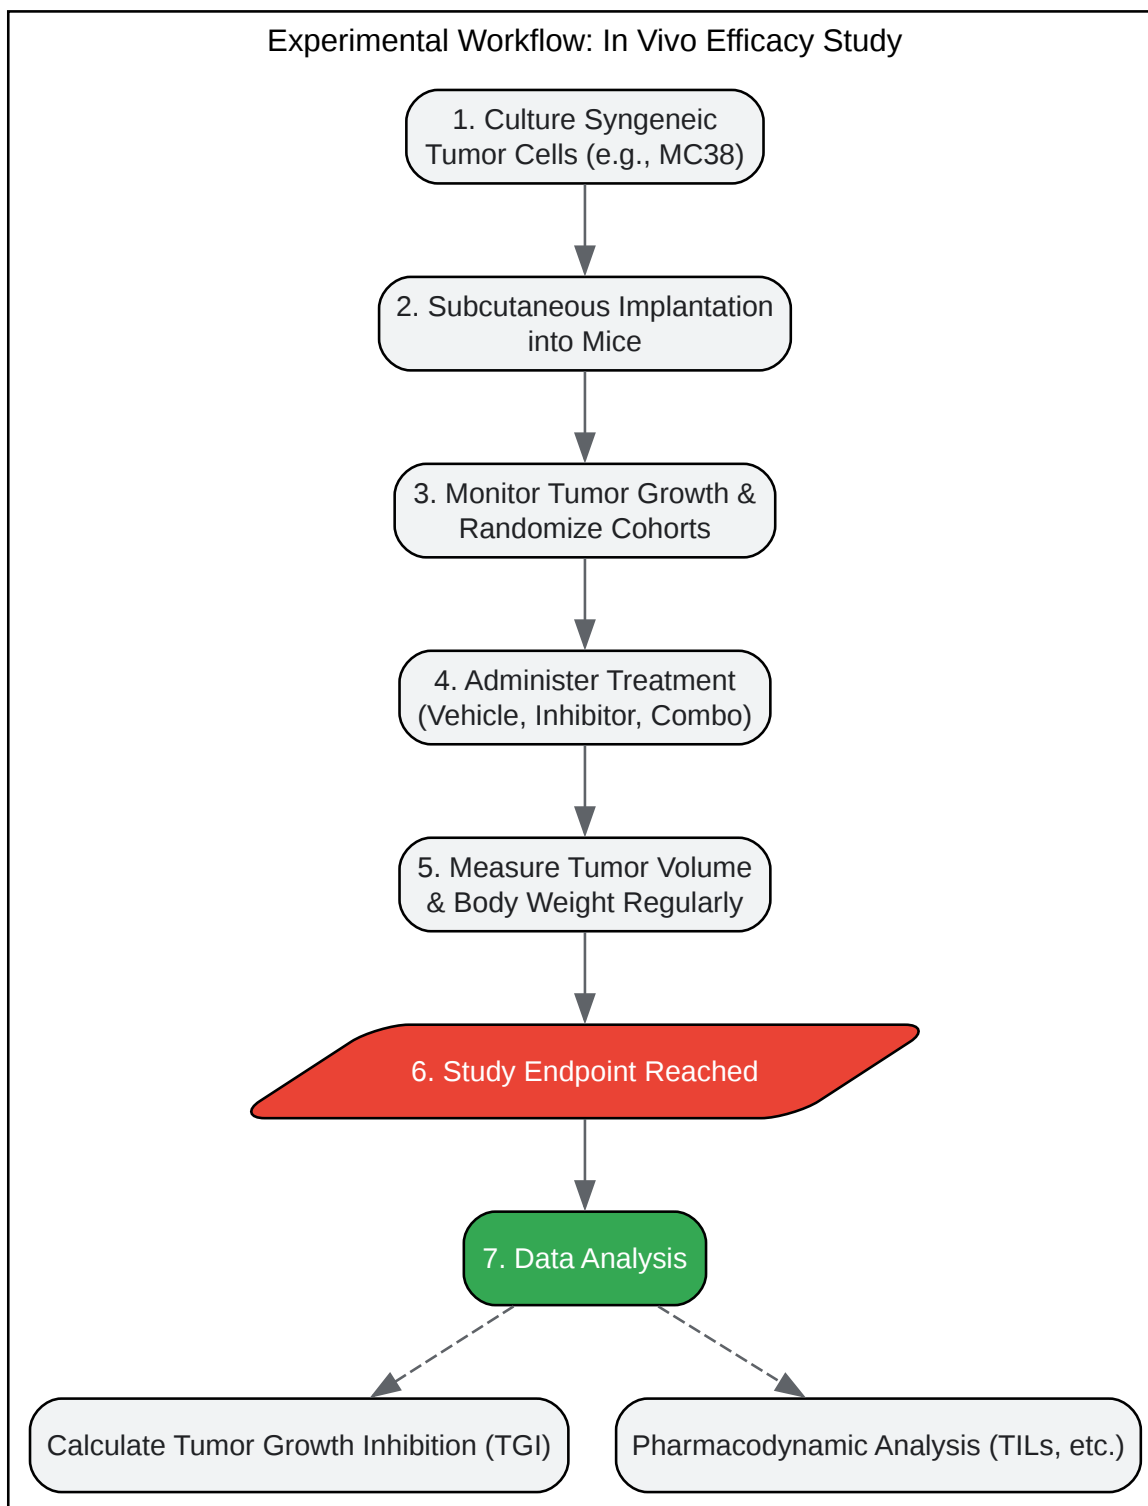 Experimental Workflow: In Vivo Efficacy Study
1. Culture Syngeneic
Tumor Cells (e.g., MC38)
2. Subcutaneous Implantation
into Mice
3. Monitor Tumor Growth &
Randomize Cohorts
4. Administer Treatment
(Vehicle, Inhibitor, Combo)
5. Measure Tumor Volume
& Body Weight Regularly
6. Study Endpoint Reached
7. Data Analysis
Calculate Tumor Growth Inhibition (TGI)
Pharmacodynamic Analysis (TILs, etc.)